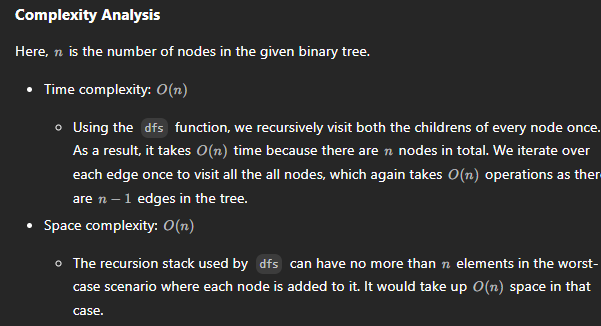 Complexity Analysis
Here, n is the number of nodes in the given binary tree.
• Time complexity: O(n)
◦ Using the dfs function, we recursively visit both the childrens of every node once.
As a result, it takes O(n) time because there are n nodes in total. We iterate over
each edge once to visit all the all nodes, which again takes O(n) operations as ther
are n − 1 edges in the tree.
• Space complexity: O(n)
◦ The recursion stack used by dfs can have no more than n elements in the worst-
case scenario where each node is added to it. It would take up O(n) space in that
case.